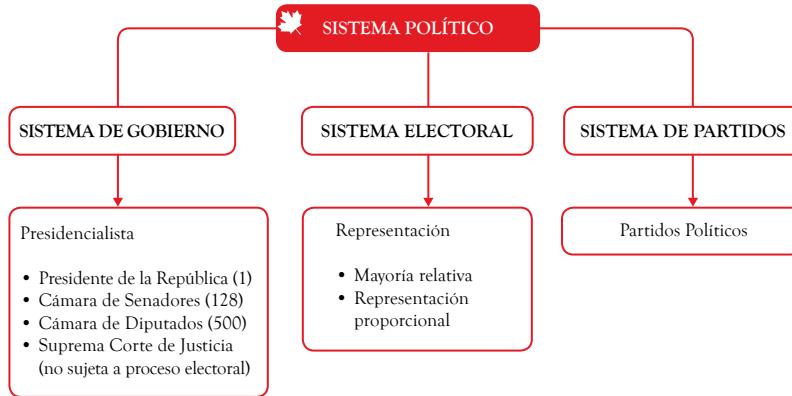 SISTEMA POLÍTICO
SISTEMA DE GOBIERNO
SISTEMA ELECTORAL
SISTEMA DE PARTIDOS
Presidencialista
• Presidente de la República (1)
• Cámara de Senadores (128)
• Cámara de Diputados (500)
• Suprema Corte de Justicia
(no sujeta a proceso electoral)
Representación
• Mayoría relativa
• Representación
proporcional
Partidos Políticos